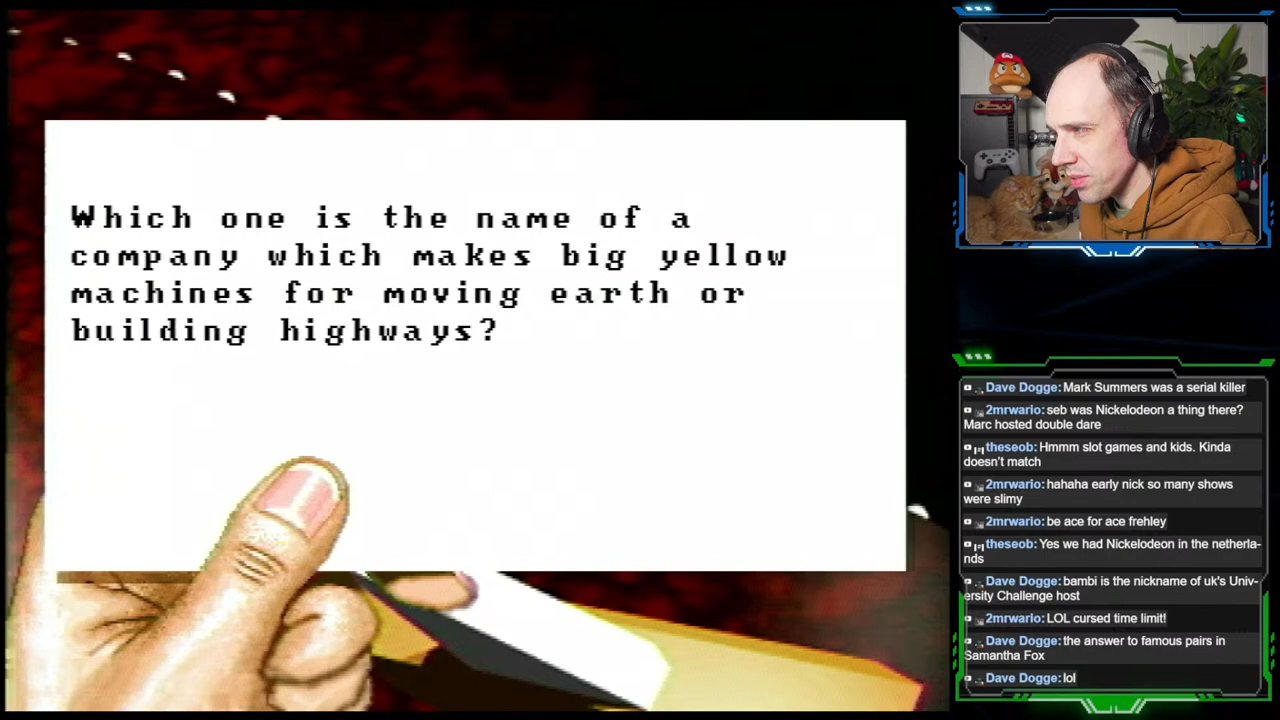 Which one is the name of a
company which makes big yellow
machines for moving earth or
building highways?
Dave Dogge: Mark Summers was a serial killer
2mrwario: seb was Nickelodeon a thing there?
Marc hosted double dare
theseob: Hmmm slot games and kids. Kinda
doesn't match
2mrwario: hahaha early nick so many shows
were slimy
2mrwario: be ace for ace frehley
theseob: Yes we had Nickelodeon in the netherla-
nds
Dave Dogge: bambi is the nickname of uk's Univ-
ersity Challenge host
2mrwario: LOL cursed time limit!
Dave Dogge: the answer to famous pairs in
Samantha Fox
Dave Dogge: lol